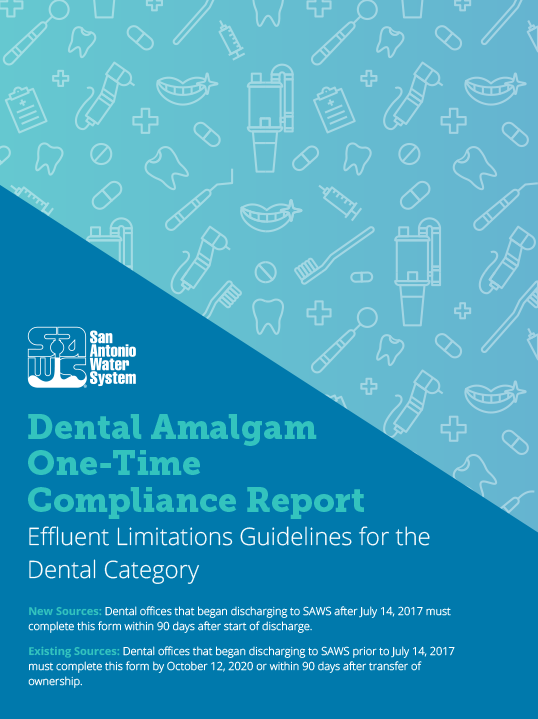 SAWS
San
Antonio
Water
System
Dental Amalgam
One-Time
Compliance Report
Effluent Limitations Guidelines for the
Dental Category
New Sources: Dental offices that began discharging to SAWS after July 14, 2017 must
complete this form within 90 days after start of discharge.
Existing Sources: Dental offices that began discharging to SAWS prior to July 14, 2017
must complete this form by October 12, 2020 or within 90 days after transfer of
ownership.